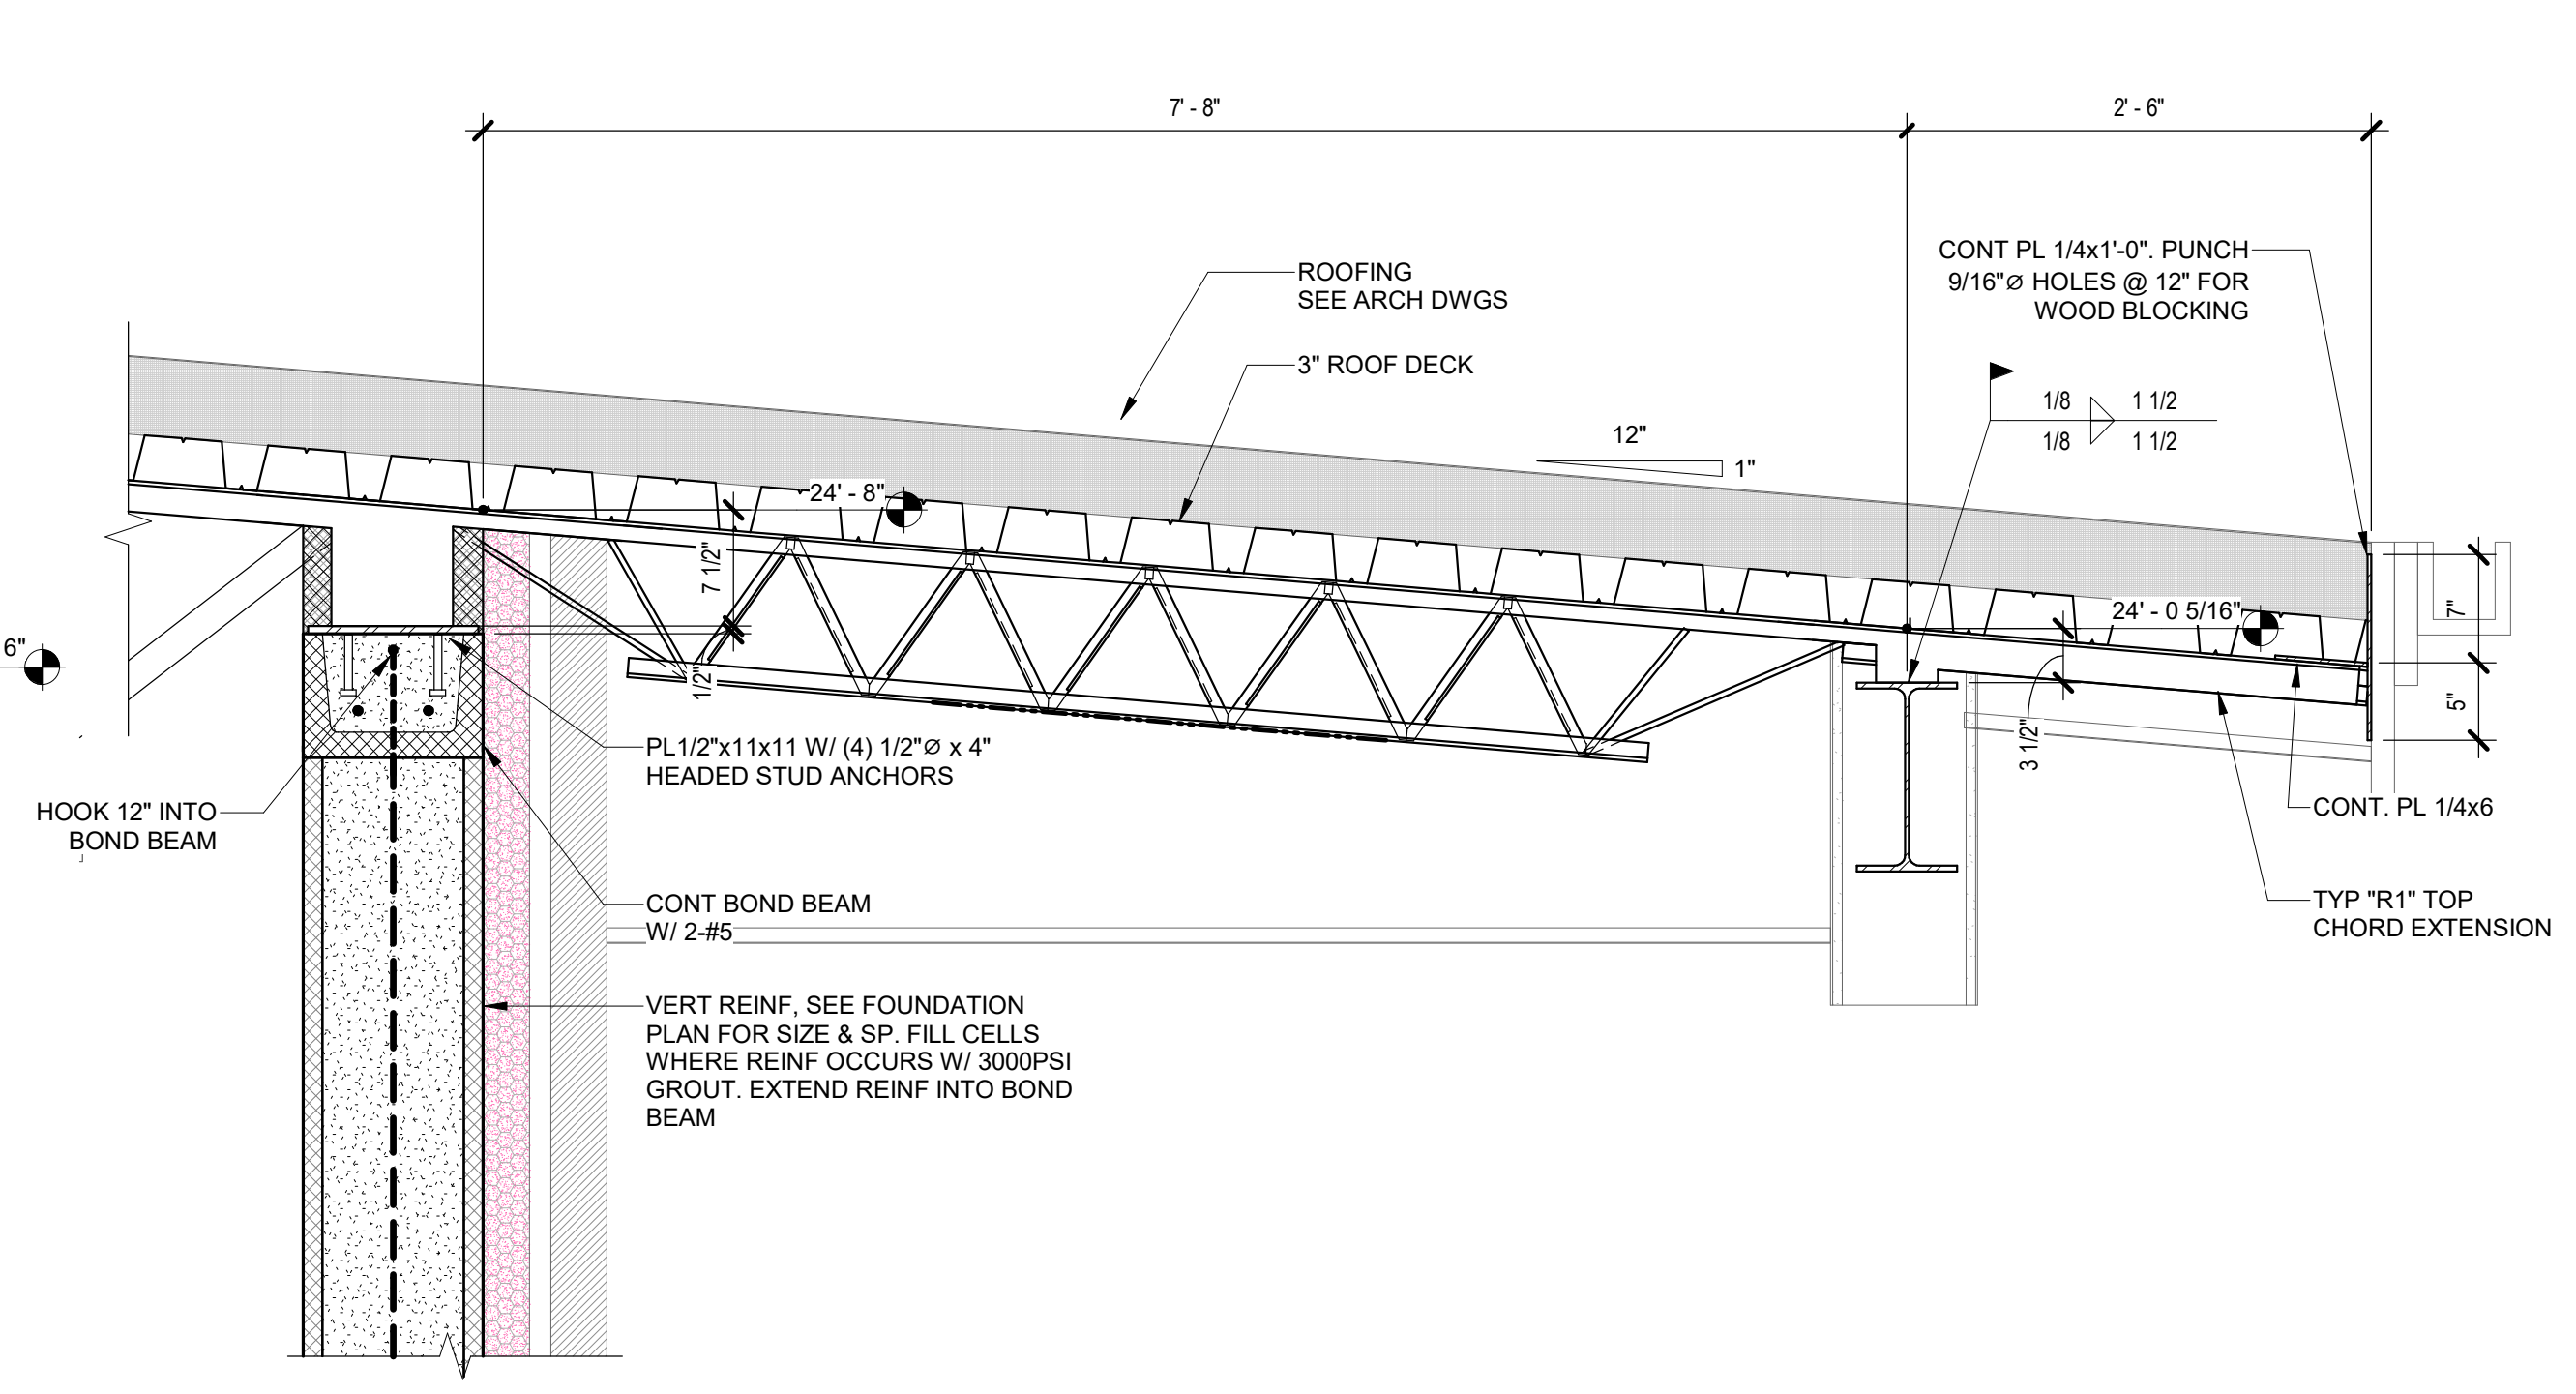 7' - 8"
2' - 6"
CONT PL 1/4x1'-0". PUNCH
9/16"Ø HOLES @ 12" FOR
WOOD BLOCKING
ROOFING
SEE ARCH DWGS
3" ROOF DECK
1/8
1 1/2
1/8
1 1/2
12"
1"
24' - 8"
7 1/2"
1/2"
24' - 0 5/16"
7"
5"
3 1/2"
6"
PL1/2"x11x11 W/ (4) 1/2"Ø x 4"
HEADED STUD ANCHORS
HOOK 12" INTO
BOND BEAM
CONT. PL 1/4x6
CONT BOND BEAM
W/ 2-#5
TYP "R1" TOP
CHORD EXTENSION
VERT REINF, SEE FOUNDATION
PLAN FOR SIZE & SP. FILL CELLS
WHERE REINF OCCURS W/ 3000PSI
GROUT. EXTEND REINF INTO BOND
BEAM